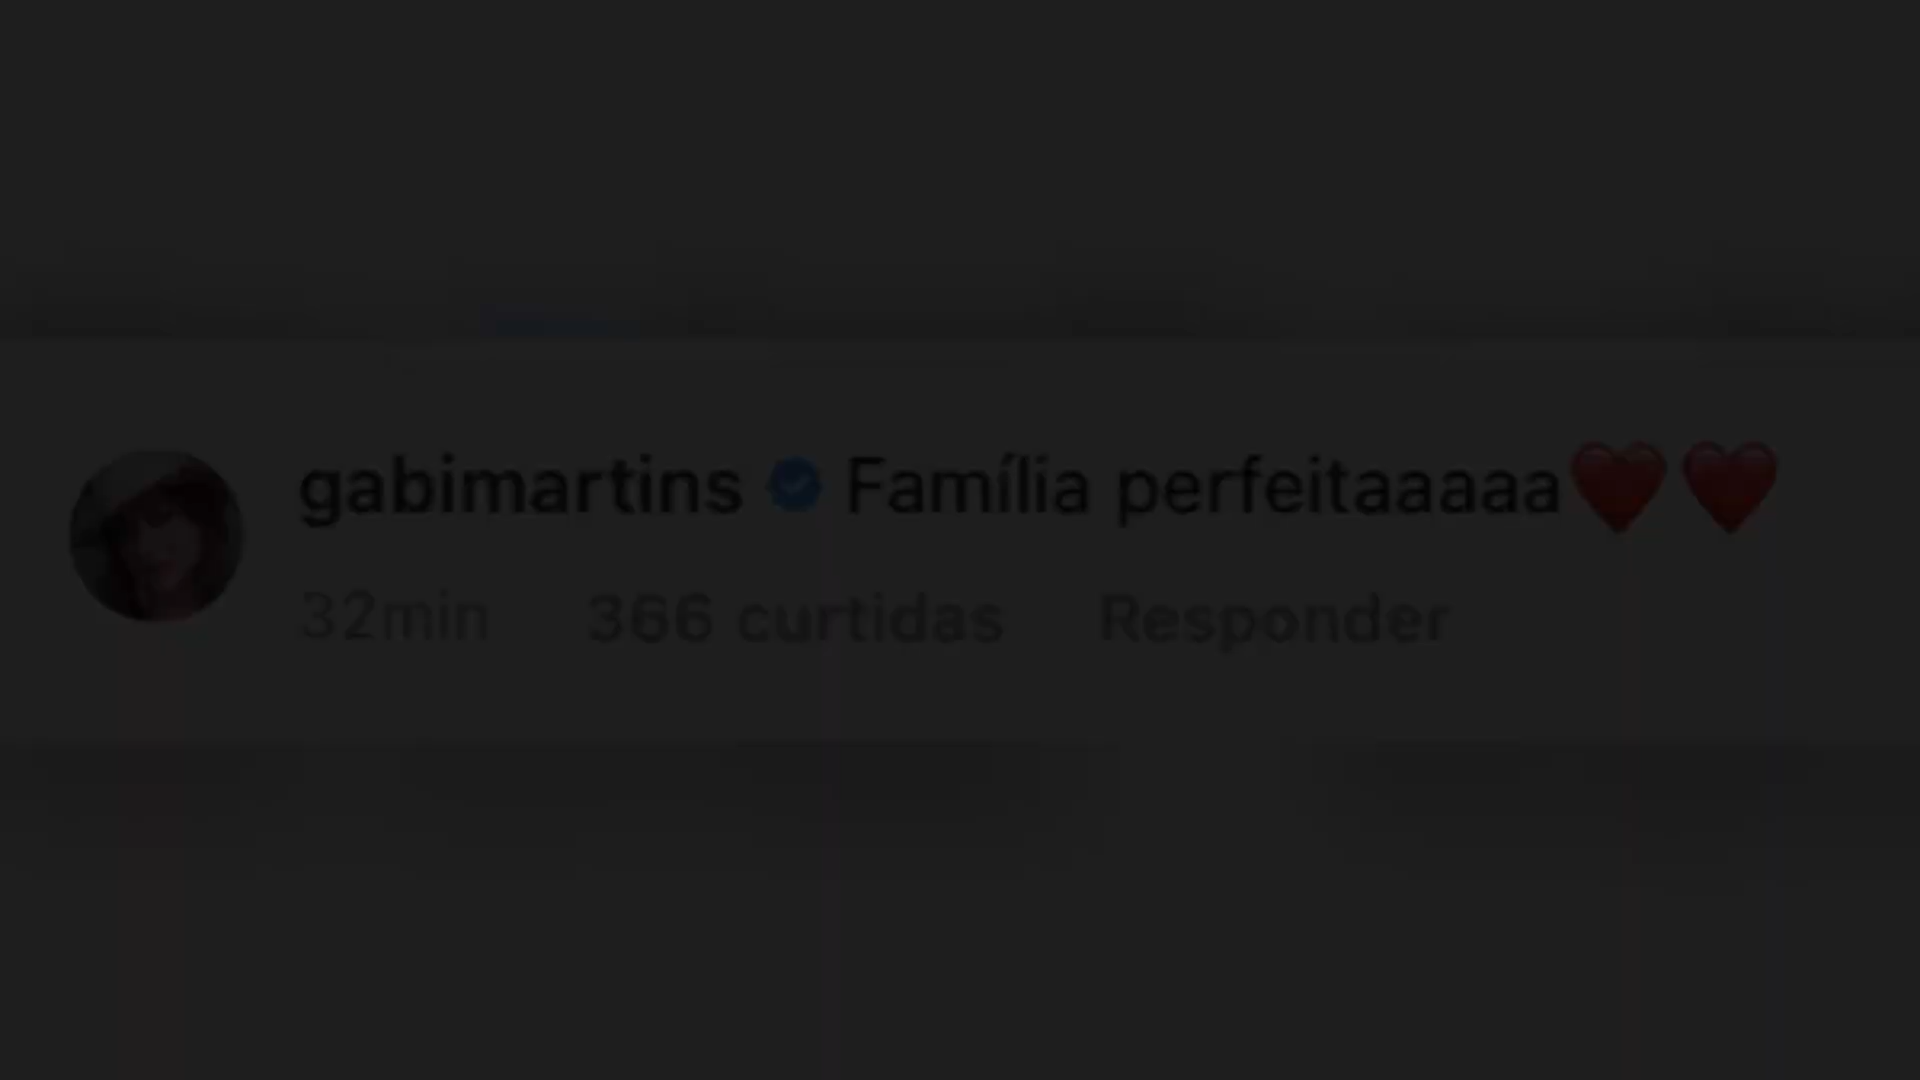 gabimartins Família perfeitaaaaa❤️❤️
32min 366 curtidas Responder